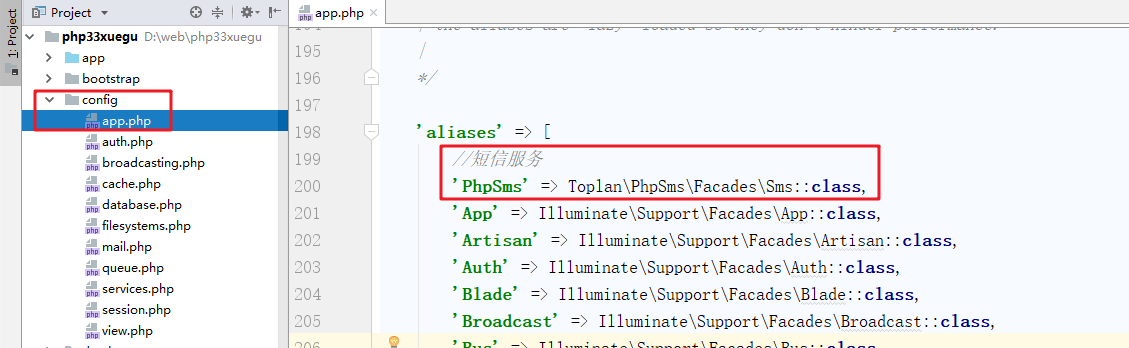 1: Project
Project
php33xuegu D:\web\php33xuegu
app
bootstrap
config
app.php
auth.php
broadcasting.php
cache.php
database.php
filesystems.php
mail.php
queue.php
services.php
session.php
view.php
app.php
195 /
196 */
197
198 'aliases' => [
199 //短信服务
200 'PhpSms' => Toplan\PhpSms\Facades\Sms::class,
201 'App' => Illuminate\Support\Facades\App::class,
202 'Artisan' => Illuminate\Support\Facades\Artisan::class,
203 'Auth' => Illuminate\Support\Facades\Auth::class,
204 'Blade' => Illuminate\Support\Facades\Blade::class,
205 'Broadcast' => Illuminate\Support\Facades\Broadcast::class,